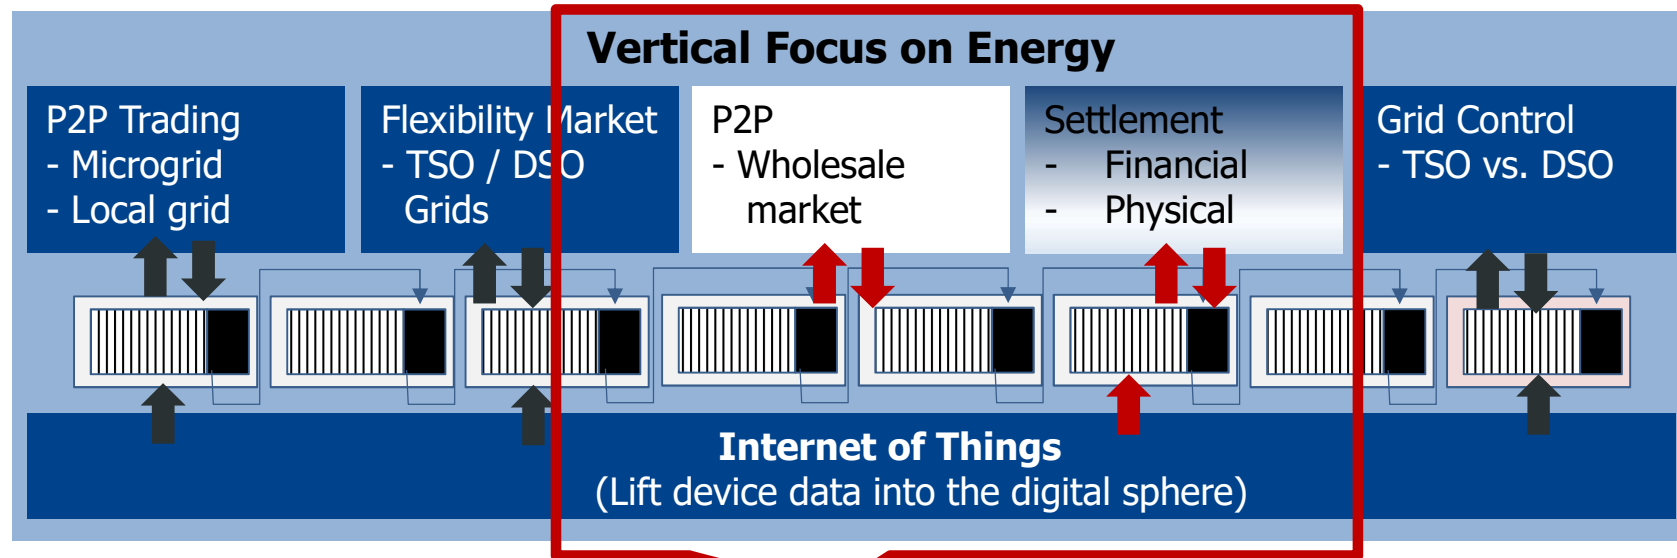 Vertical Focus on Energy
P2P Trading
- Microgrid
- Local grid
Flexibility Market
- TSO / DSO
Grids
P2P
- Wholesale
market
Settlement
- Financial
- Physical
Grid Control
- TSO vs. DSO
Internet of Things
(Lift device data into the digital sphere)